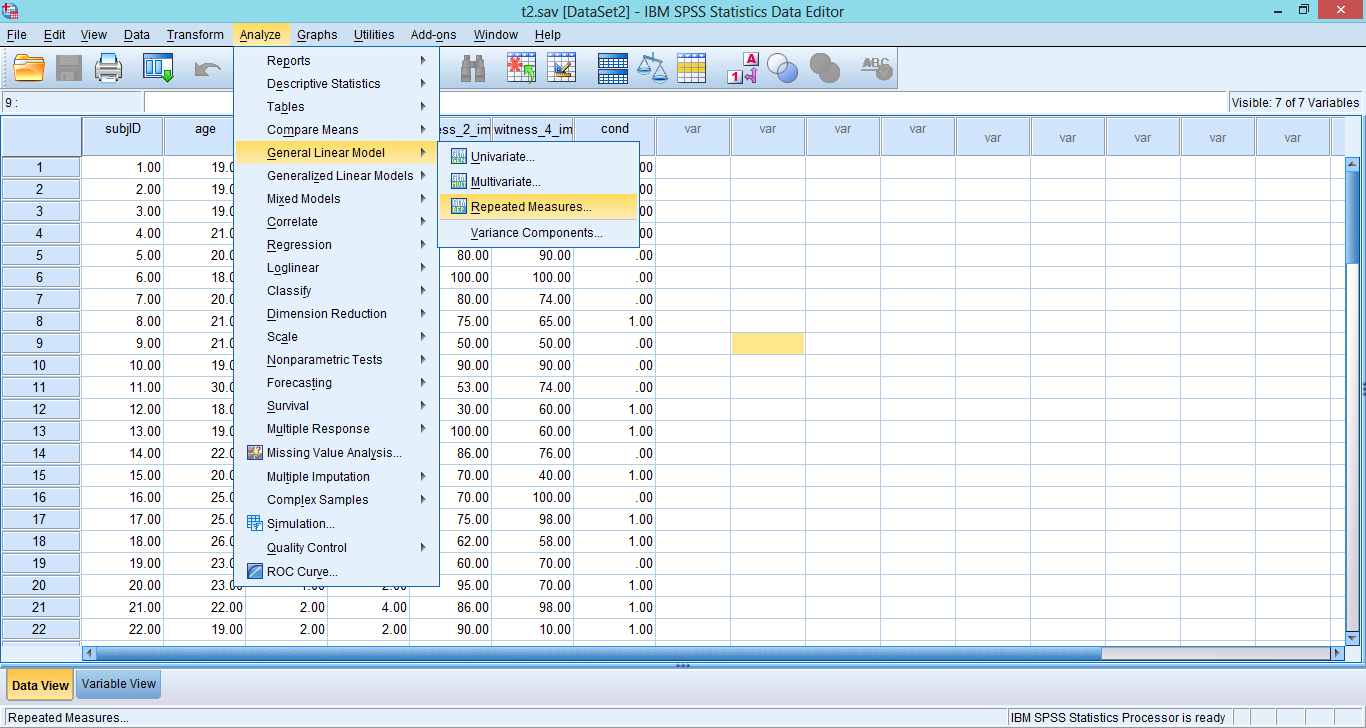 t2.sav [DataSet2] - IBM SPSS Statistics Data Editor
File Edit View Data Transform Analyze Graphs Utilities Add-ons Window Help
9 :
Visible: 7 of 7 Variables
Reports
Descriptive Statistics
Tables
Compare Means
General Linear Model
Generalized Linear Models
Mixed Models
Correlate
Regression
Loglinear
Classify
Dimension Reduction
Scale
Nonparametric Tests
Forecasting
Survival
Multiple Response
Missing Value Analysis...
Multiple Imputation
Complex Samples
Simulation...
Quality Control
ROC Curve...
Univariate...
Multivariate...
Repeated Measures...
Variance Components...
subjID age ess_2_im witness_4_im cond var var var var var var var var var
1 1.00 19.0 00
2 2.00 19.0 00
3 3.00 19.0 00
4 4.00 21.0 00
5 5.00 20.0 80.00 90.00 .00
6 6.00 18.0 100.00 100.00 .00
7 7.00 20.0 80.00 74.00 .00
8 8.00 21.0 75.00 65.00 1.00
9 9.00 21.0 50.00 50.00 .00
10 10.00 19.0 90.00 90.00 .00
11 11.00 30.0 53.00 74.00 .00
12 12.00 18.0 30.00 60.00 1.00
13 13.00 19.0 100.00 60.00 1.00
14 14.00 22.0 86.00 76.00 .00
15 15.00 20.0 70.00 40.00 1.00
16 16.00 25.0 70.00 100.00 .00
17 17.00 25.0 75.00 98.00 1.00
18 18.00 26.0 62.00 58.00 1.00
19 19.00 23.0 60.00 70.00 .00
20 20.00 23.00 1.00 2.00 95.00 70.00 1.00
21 21.00 22.00 2.00 4.00 86.00 98.00 1.00
22 22.00 19.00 2.00 2.00 90.00 10.00 1.00
Data View Variable View
Repeated Measures...
IBM SPSS Statistics Processor is ready